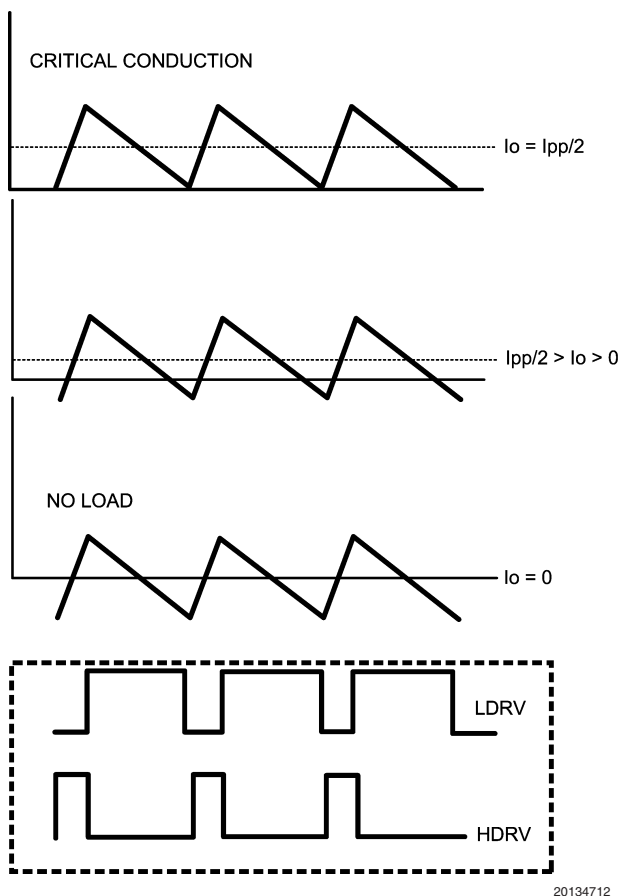 CRITICAL CONDUCTION
Io = Ipp/2
Ipp/2 > Io > 0
NO LOAD
Io = 0
LDRV
HDRV
20134712